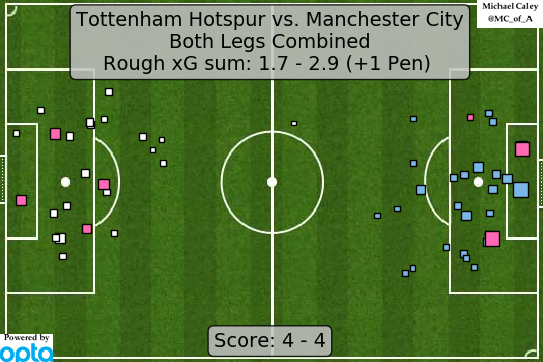 Tottenham Hotspur vs. Manchester City
Both Legs Combined
Rough xG sum: 1.7 - 2.9 (+1 Pen)
Michael Caley
@MC_of_A
Score: 4 - 4
Powered by
opta